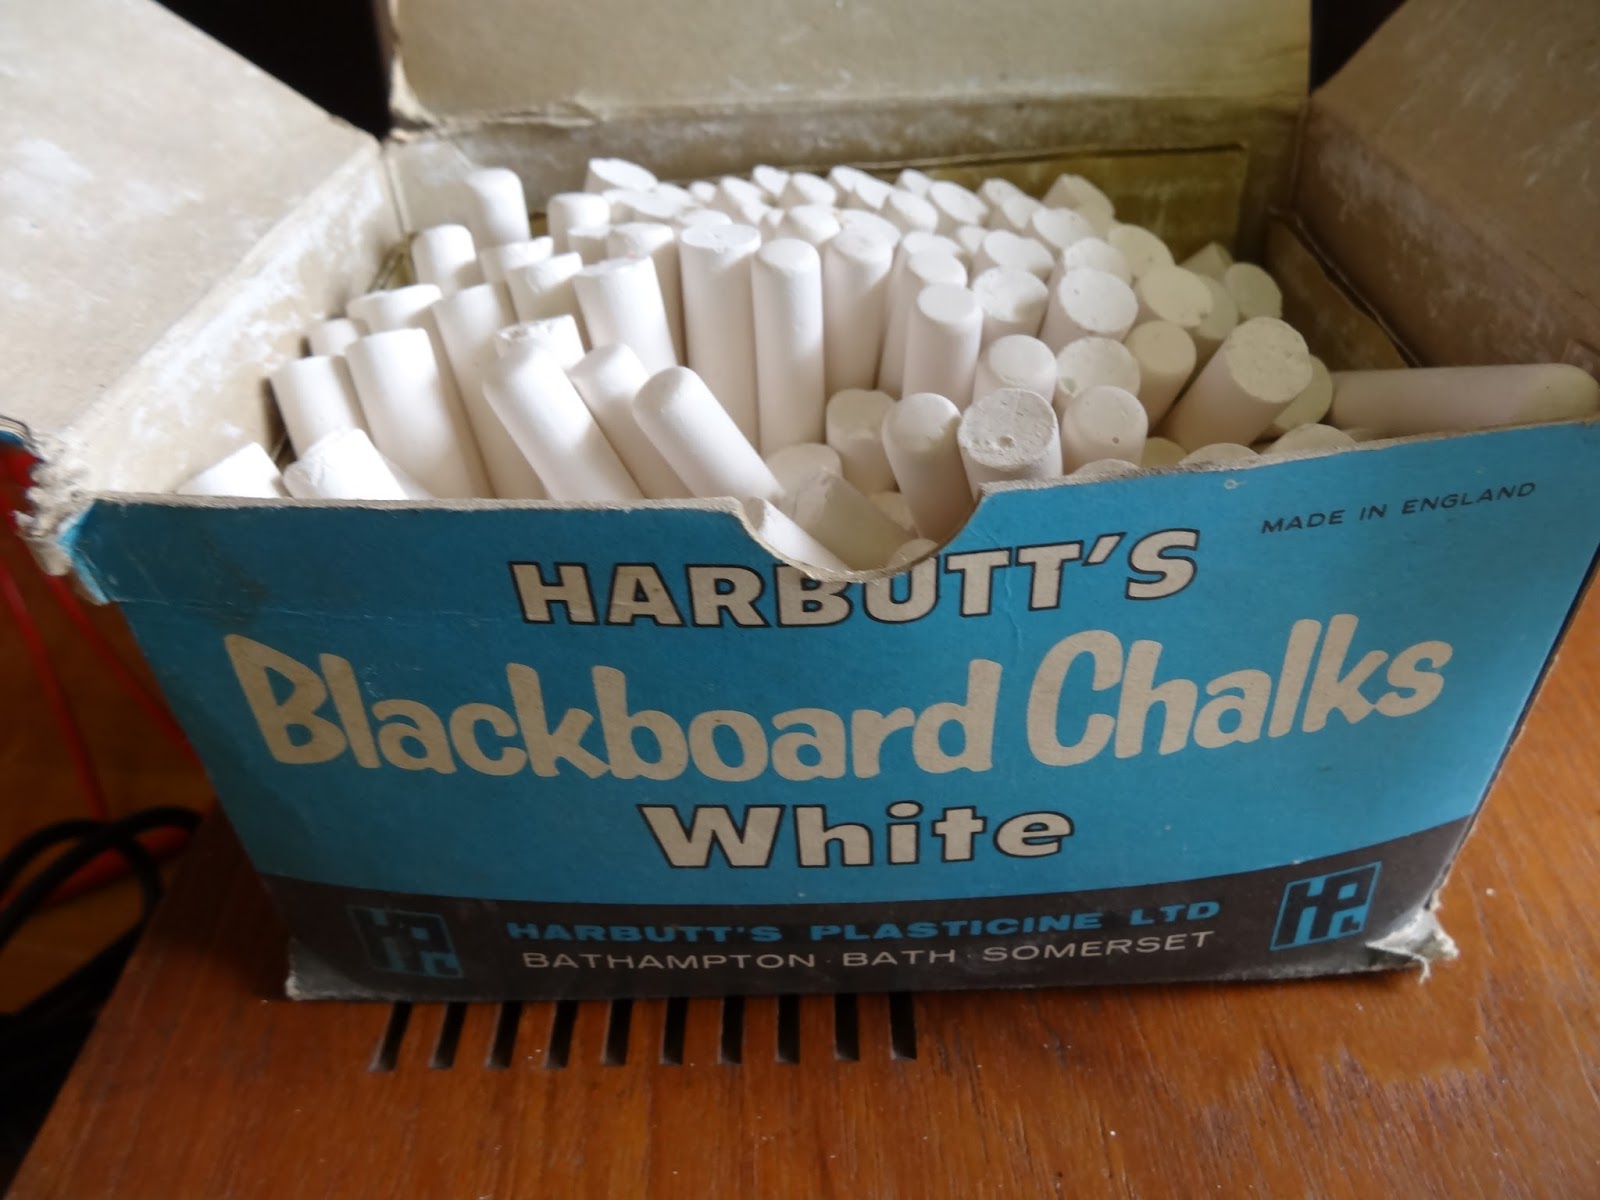 MADE IN ENGLAND
HARBUTT'S
Blackboard Chalks
White
HARBUTT'S PLASTICINE LTD
BATHAMPTON · BATH · SOMERSET